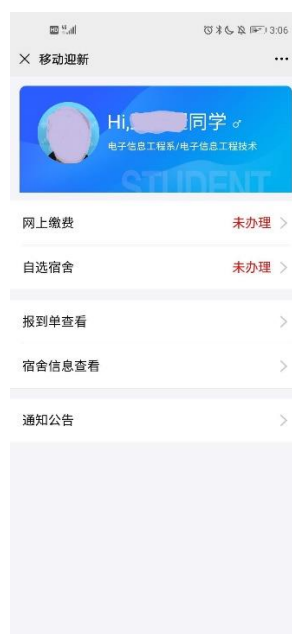 HD 3:06
移动迎新
Hi, 同学
电子信息工程系/电子信息工程技术
STUDENT
网上缴费 未办理
自选宿舍 未办理
报到单查看
宿舍信息查看
通知公告